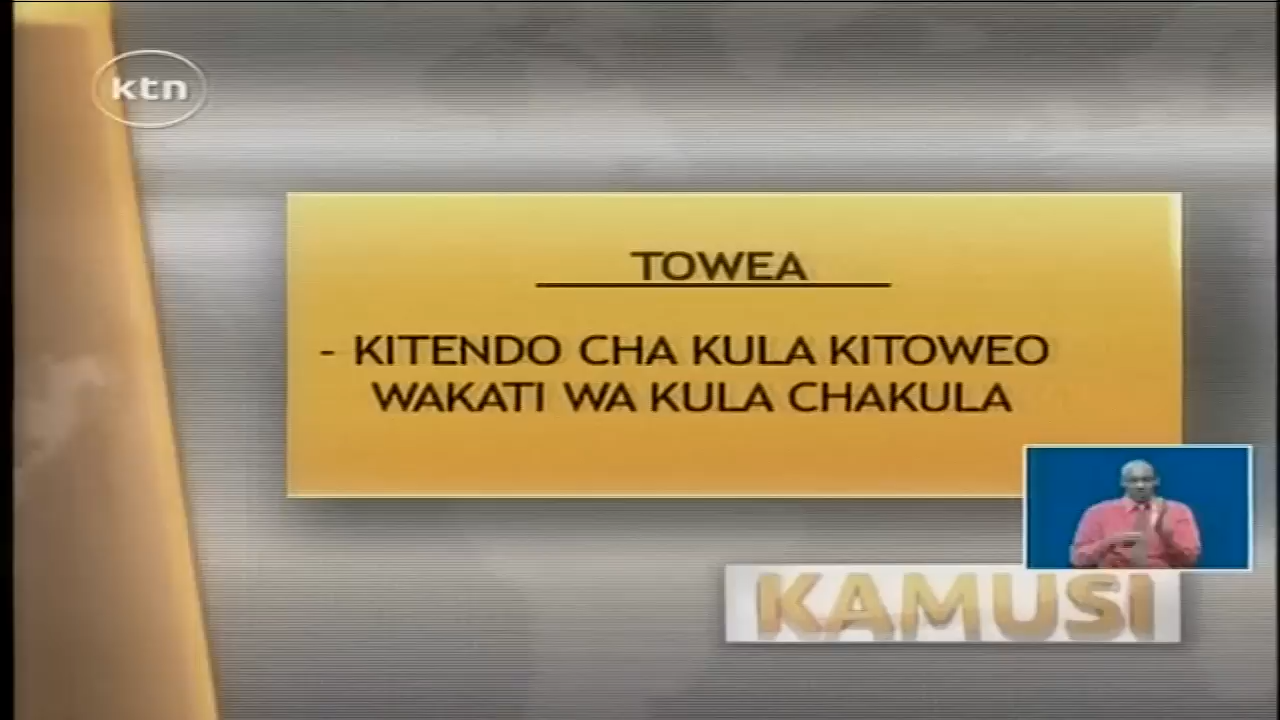 ktn
TOWEA
- KITENDO CHA KULA KITOWEO
WAKATI WA KULA CHAKULA
KAMUSI